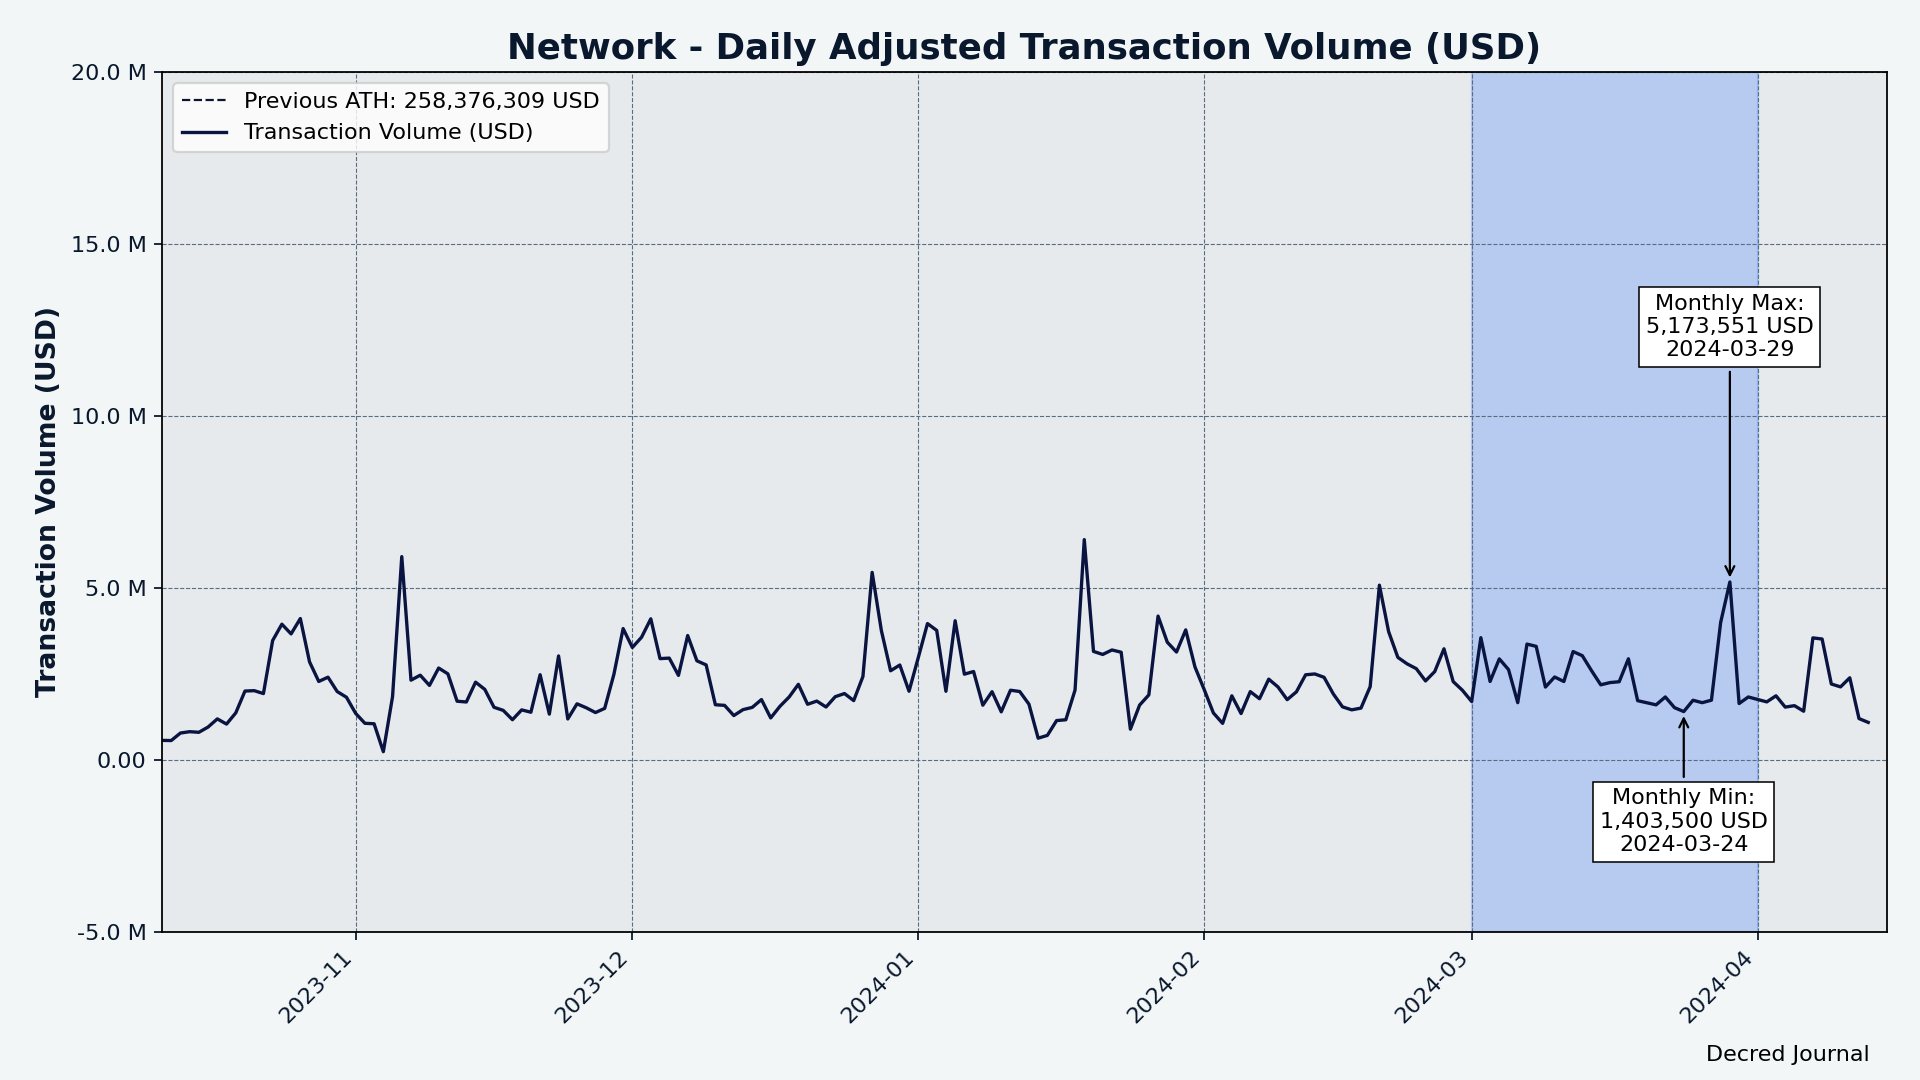 Network - Daily Adjusted Transaction Volume (USD)
Previous ATH: 258,376,309 USD
Transaction Volume (USD)
Transaction Volume (USD)
20.0 M
15.0 M
10.0 M
5.0 M
0.00
-5.0 M
Monthly Max:
5,173,551 USD
2024-03-29
Monthly Min:
1,403,500 USD
2024-03-24
2023-11
2023-12
2024-01
2024-02
2024-03
2024-04
Decred Journal